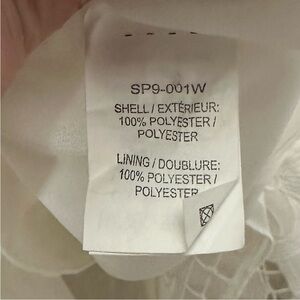 SP9-001W
SHELL / EXTÉRIEUR:
100% POLYESTER /
POLYESTER
LINING / DOUBLURE:
100% POLYESTER /
POLYESTER